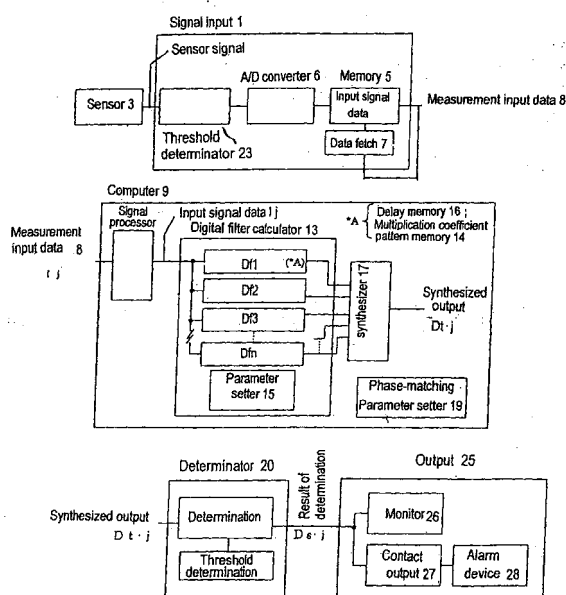 Signal input 1
Sensor signal
A/D converter 6
Memory 5
Sensor 3
Input signal
data
Measurement input data 8
Threshold
determinator 23
Data fetch 7
Computer 9
Signal
processor
Input signal data I j
Digital filter calculator 13
*A
Delay memory 16 ;
Multiplication coefficient
pattern memory 14
Measurement
input data 8
Df1
(*A)
Df2
Df3
Dfn
synthesizer 17
Synthesized
output
Dt · j
Parameter
setter 15
Phase-matching
Parameter setter 19
Determinator 20
Result of
determination
Output 25
Synthesized output
D t · j
Determination
D s · j
Threshold
determination
Monitor 26
Contact
output 27
Alarm
device 28